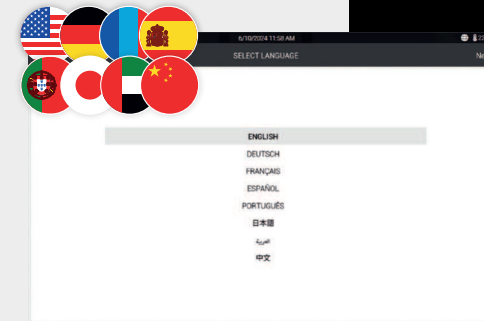 6/10/2024 11:58 AM
SELECT LANGUAGE
ENGLISH
DEUTSCH
FRANÇAIS
ESPAÑOL
PORTUGUÊS
日本語
العربية
中文